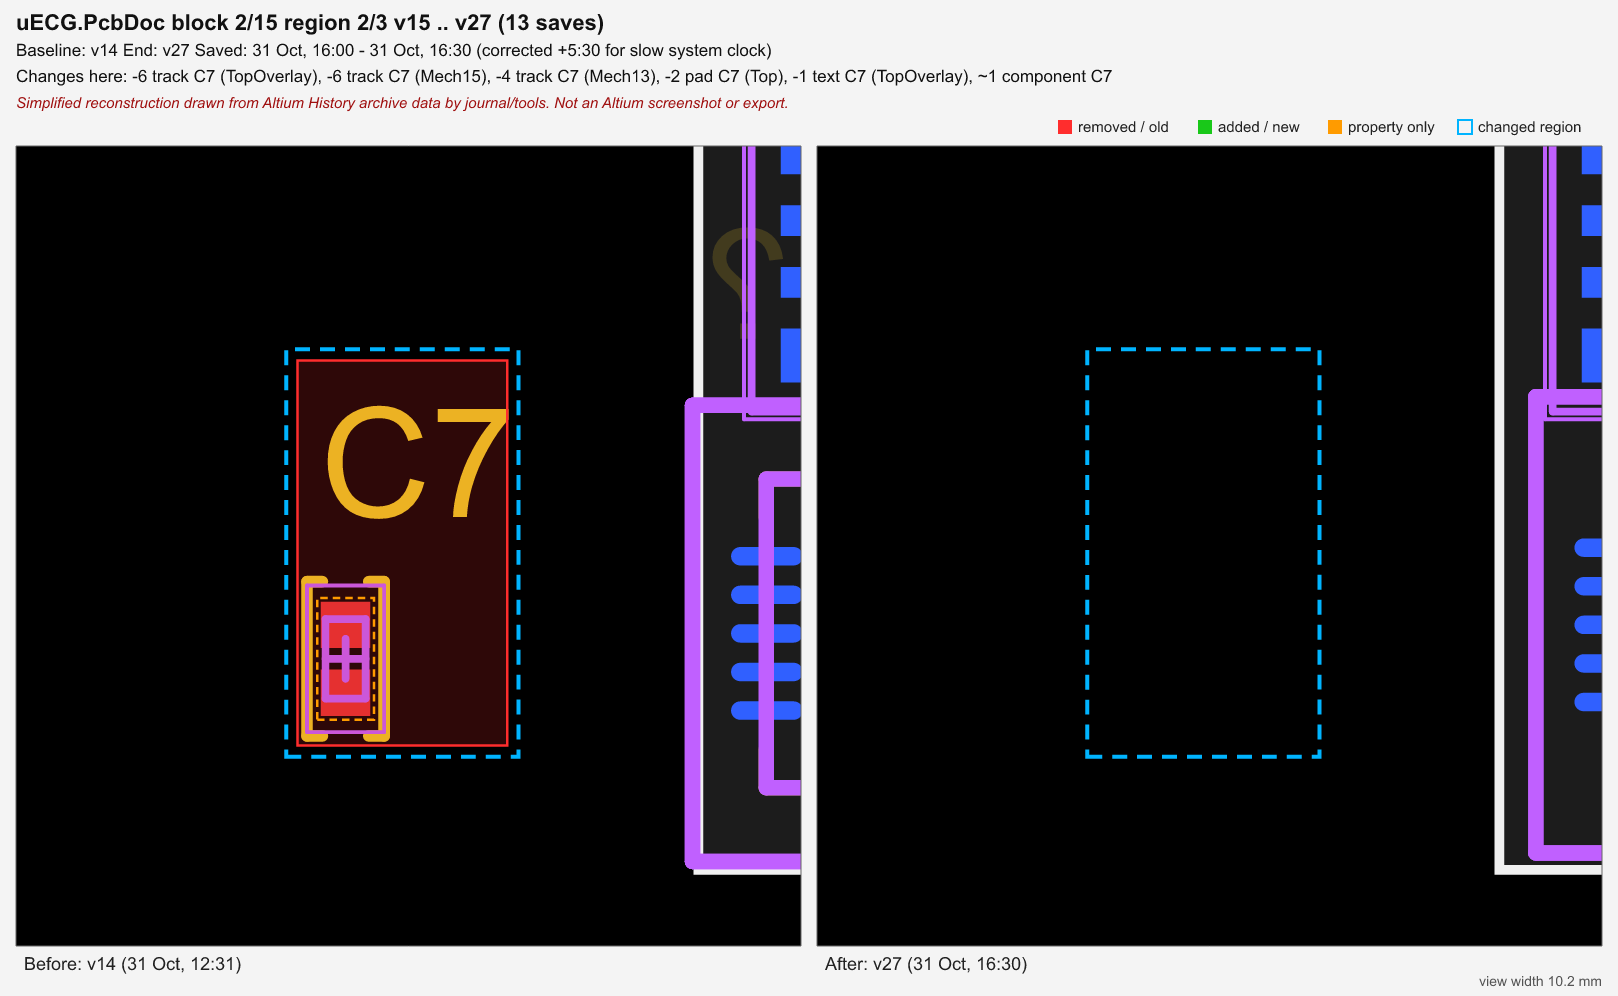 uECG.PcbDoc block 2/15 region 2/3 v15 .. v27 (13 saves)
Baseline: v14 End: v27 Saved: 31 Oct, 16:00 - 31 Oct, 16:30 (corrected +5:30 for slow system clock)
Changes here: -6 track C7 (TopOverlay), -6 track C7 (Mech15), -4 track C7 (Mech13), -2 pad C7 (Top), -1 text C7 (TopOverlay), ~1 component C7
Simplified reconstruction drawn from Altium History archive data by journal/tools. Not an Altium screenshot or export.
removed / old
added / new
property only
changed region
?
C7
Before: v14 (31 Oct, 12:31)
After: v27 (31 Oct, 16:30)
view width 10.2 mm